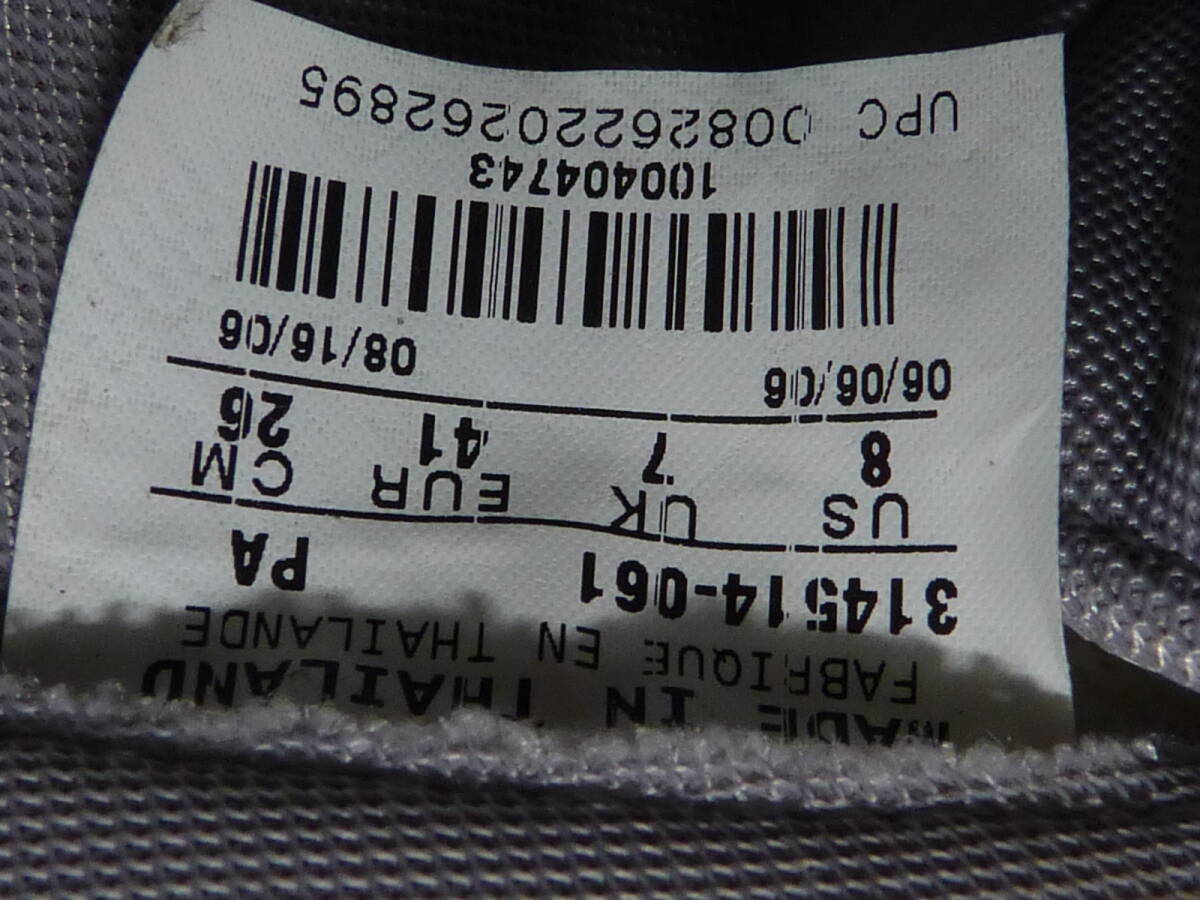 MADE IN THAILAND
FABRIQUE EN THAILANDE
314514-061 PA
US UK EUR CM
8 7 41 26
06/06/06 08/16/06
100404743
UPC 00826220262895